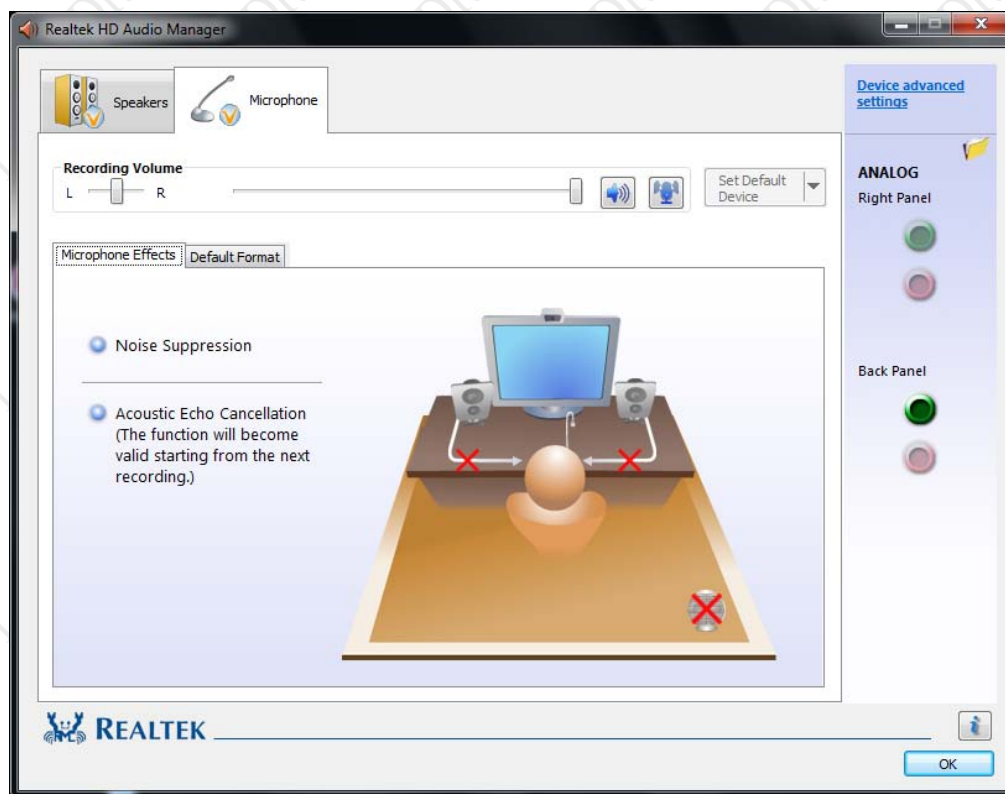 Realtek HD Audio Manager
Speakers
Microphone
Device advanced
settings
Recording Volume
L R
Set Default
Device
ANALOG
Right Panel
Microphone Effects
Default Format
Noise Suppression
Acoustic Echo Cancellation
(The function will become
valid starting from the next
recording.)
Back Panel
REALTEK
i
OK